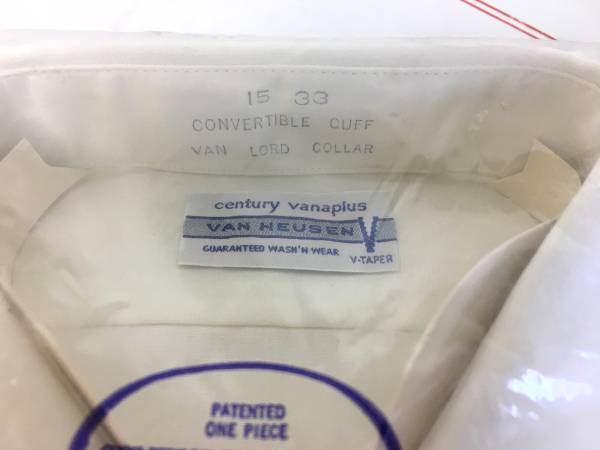 15 33
CONVERTIBLE CUFF
VAN LORD COLLAR
century vanaplus
VAN HEUSEN
GUARANTEED WASH'N WEAR
V-TAPER
PATENTED
ONE PIECE